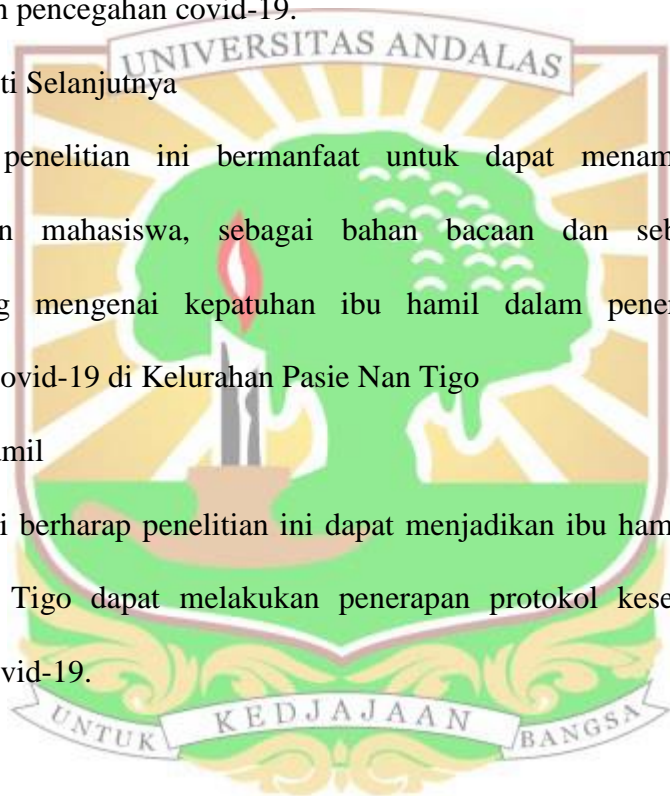 n pencegahan covid-19.
UNIVERSITAS ANDALAS
ti Selanjutnya
penelitian ini bermanfaat untuk dapat menam
n mahasiswa, sebagai bahan bacaan dan seb
g mengenai kepatuhan ibu hamil dalam pener
ovid-19 di Kelurahan Pasie Nan Tigo
amil
i berharap penelitian ini dapat menjadikan ibu ham
Tigo dapat melakukan penerapan protokol kese
vid-19.
UNTUK KEDJAJAAN BANGSA